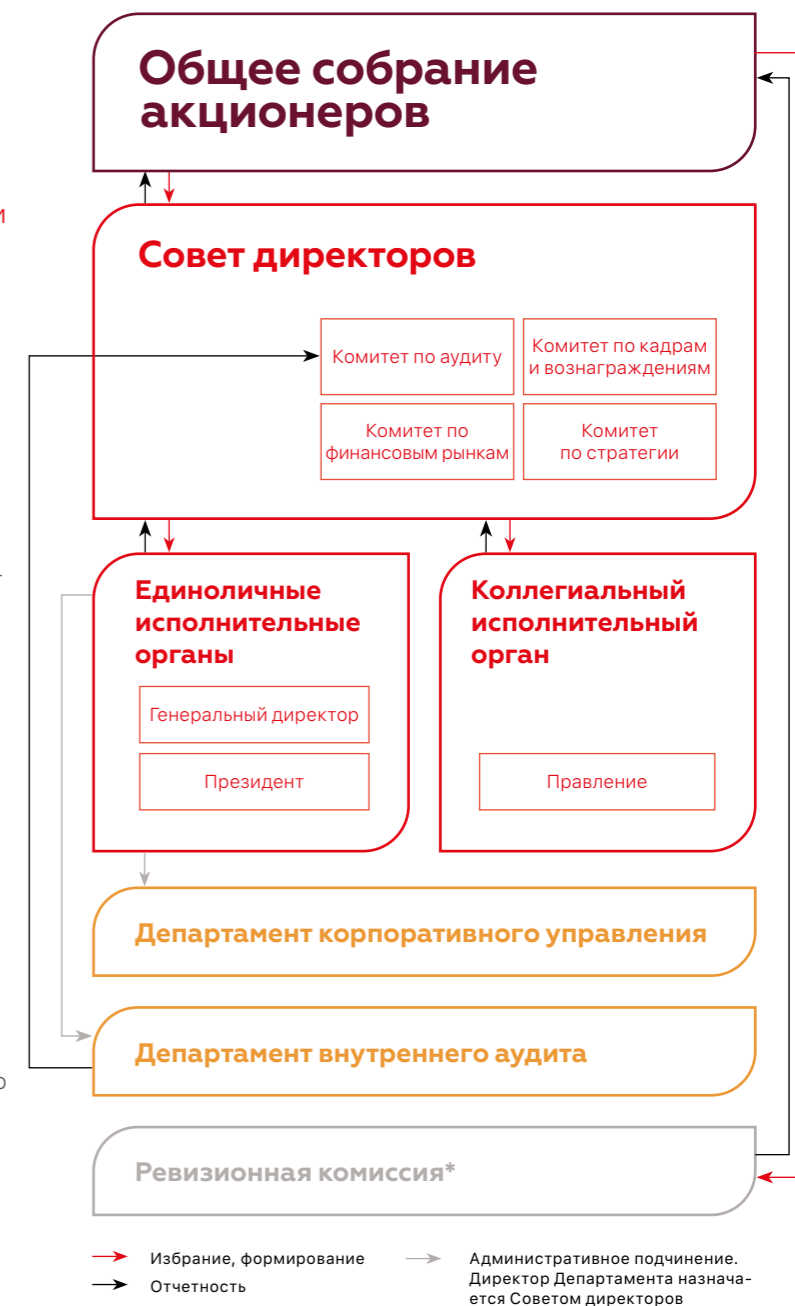 Общее собрание
акционеров
и
Совет директоров
Комитет по аудиту
Комитет по кадрам
и вознаграждениям
Комитет по
финансовым рынкам
Комитет
по стратегии
Единоличные
исполнительные
органы
Генеральный директор
Президент
Коллегиальный
исполнительный
орган
Правление
Департамент корпоративного управления
Департамент внутреннего аудита
Ревизионная комиссия*
Избрание, формирование
Отчетность
Административное подчинение.
Директор Департамента назнача-
ется Советом директоров